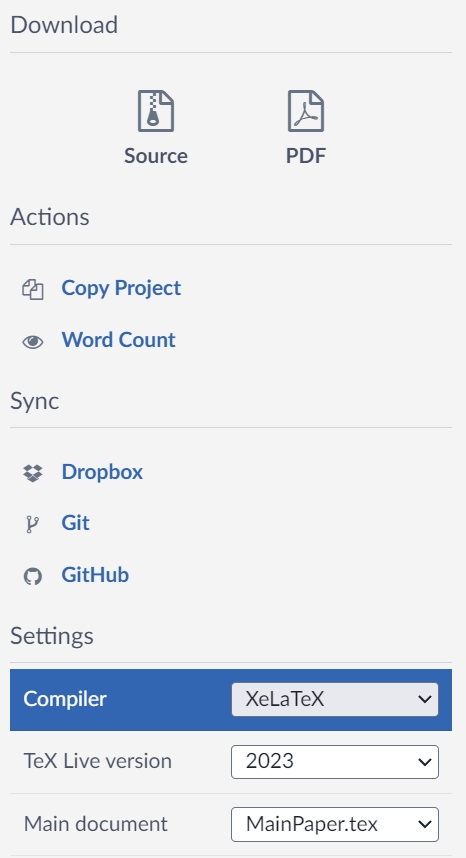 Download
Source PDF
Actions
Copy Project
Word Count
Sync
Dropbox
Git
GitHub
Settings
Compiler XeLaTeX
TeX Live version 2023
Main document MainPaper.tex